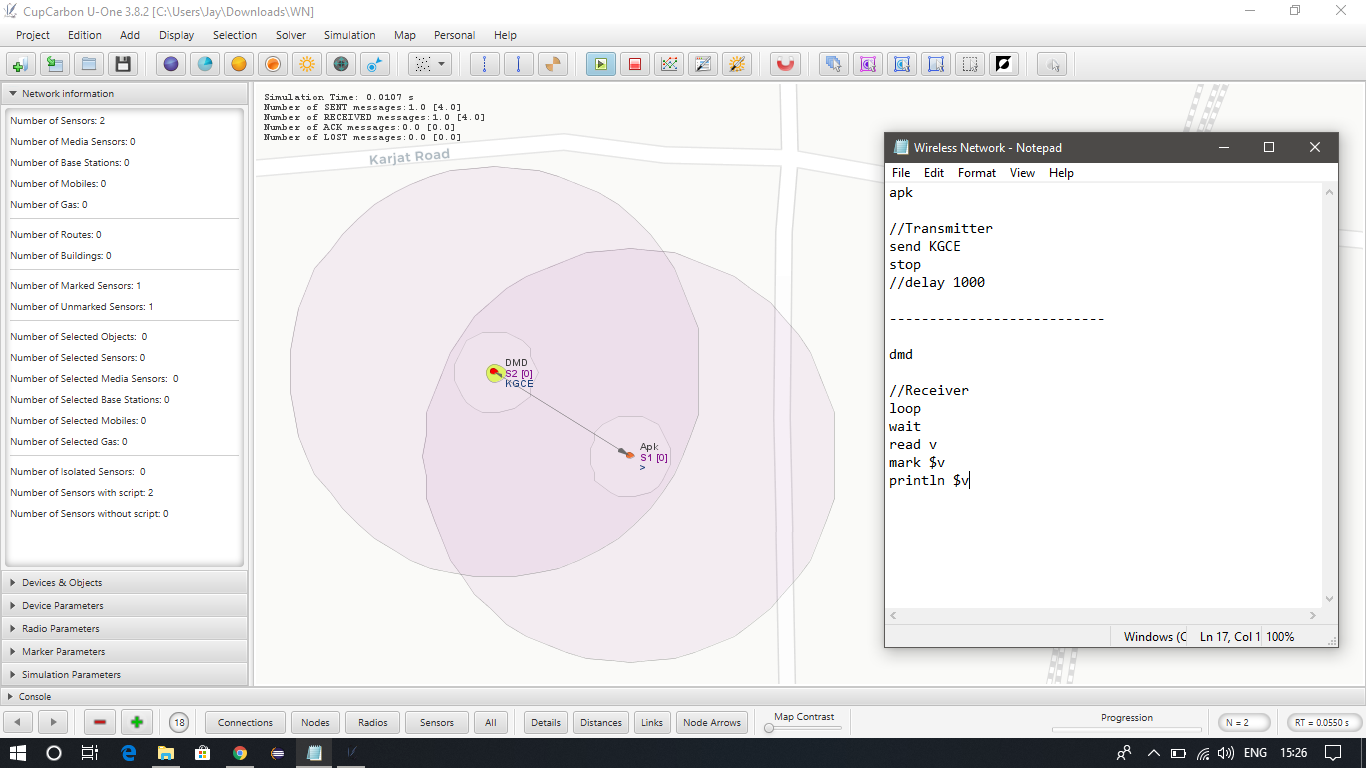 CupCarbon U-One 3.8.2 [C:\Users\Jay\Downloads\WN]
Project Edition Add Display Selection Solver Simulation Map Personal Help
Network information
Number of Sensors: 2
Number of Media Sensors: 0
Number of Base Stations: 0
Number of Mobiles: 0
Number of Gas: 0
Number of Routes: 0
Number of Buildings: 0
Number of Marked Sensors: 1
Number of Unmarked Sensors: 1
Number of Selected Objects: 0
Number of Selected Sensors: 0
Number of Selected Media Sensors: 0
Number of Selected Base Stations: 0
Number of Selected Mobiles: 0
Number of Selected Gas: 0
Number of Isolated Sensors: 0
Number of Sensors with script: 2
Number of Sensors without script: 0
Devices & Objects
Device Parameters
Radio Parameters
Marker Parameters
Simulation Parameters
Console
Simulation Time: 0.0107 s
Number of SENT messages:1.0 [4.0]
Number of RECEIVED messages:1.0 [4.0]
Number of ACK messages:0.0 [0.0]
Number of LOST messages:0.0 [0.0]
Karjat Road
DMD
S2 [0]
KGCE
Apk
S1 [0]
>
Wireless Network - Notepad
File Edit Format View Help
apk
//Transmitter
send KGCE
stop
//delay 1000
---------------------------
dmd
//Receiver
loop
wait
read v
mark $v
println $v
Windows (C Ln 17, Col 1 100%
18 Connections Nodes Radios Sensors All Details Distances Links Node Arrows Map Contrast Progression N = 2 RT = 0.0550 s
ENG 15:26